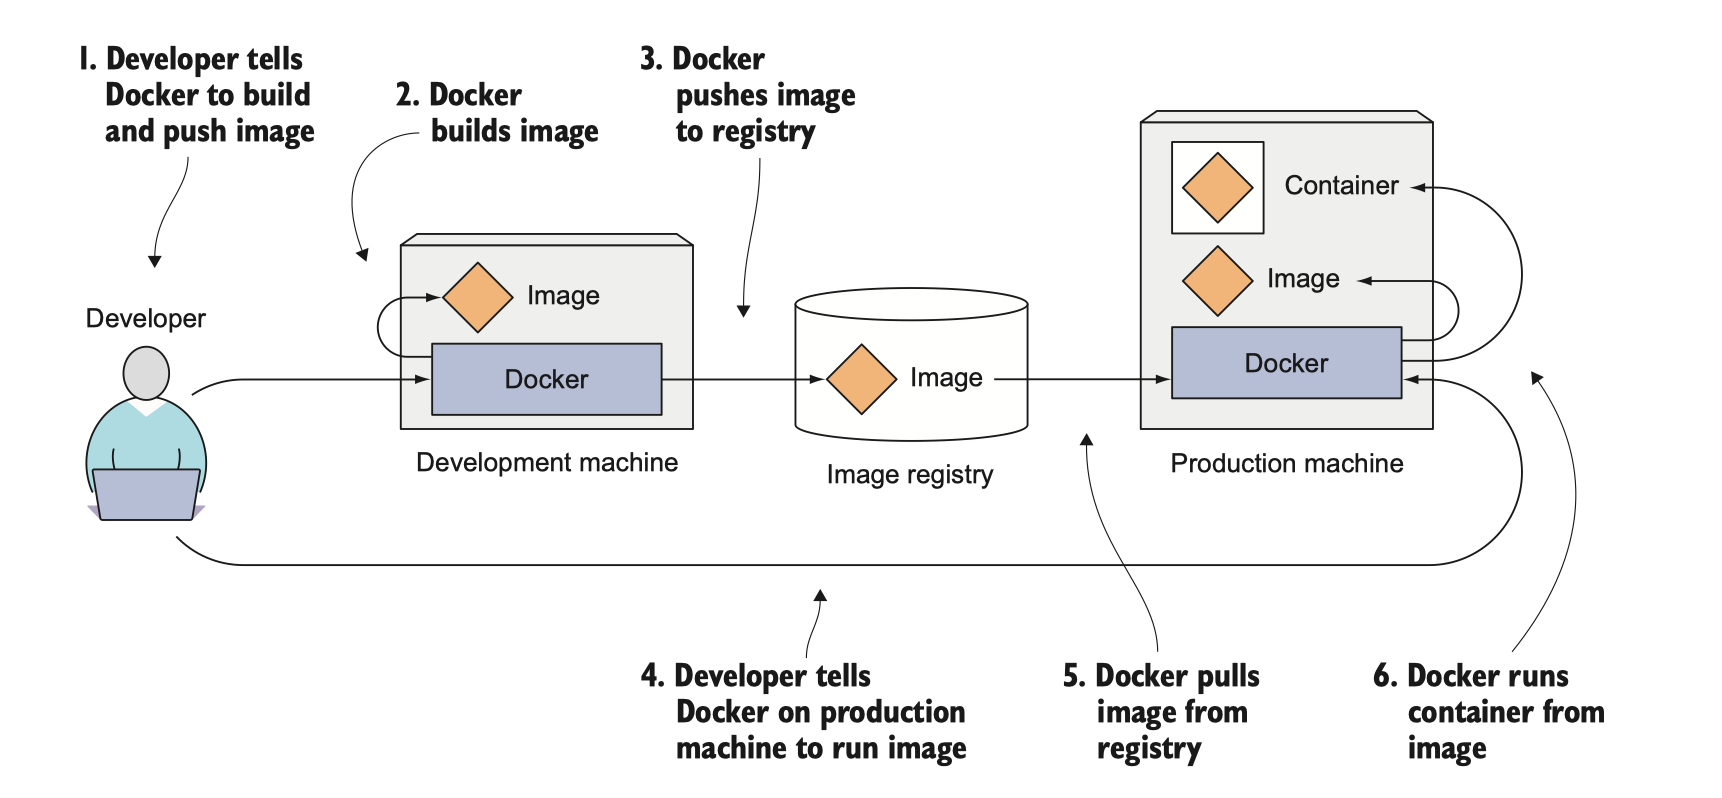 1. Developer tells
Docker to build
and push image
2. Docker
builds image
3. Docker
pushes image
to registry
Developer
Image
Docker
Development machine
Image
Image registry
Container
Image
Docker
Production machine
4. Developer tells
Docker on production
machine to run image
5. Docker pulls
image from
registry
6. Docker runs
container from
image